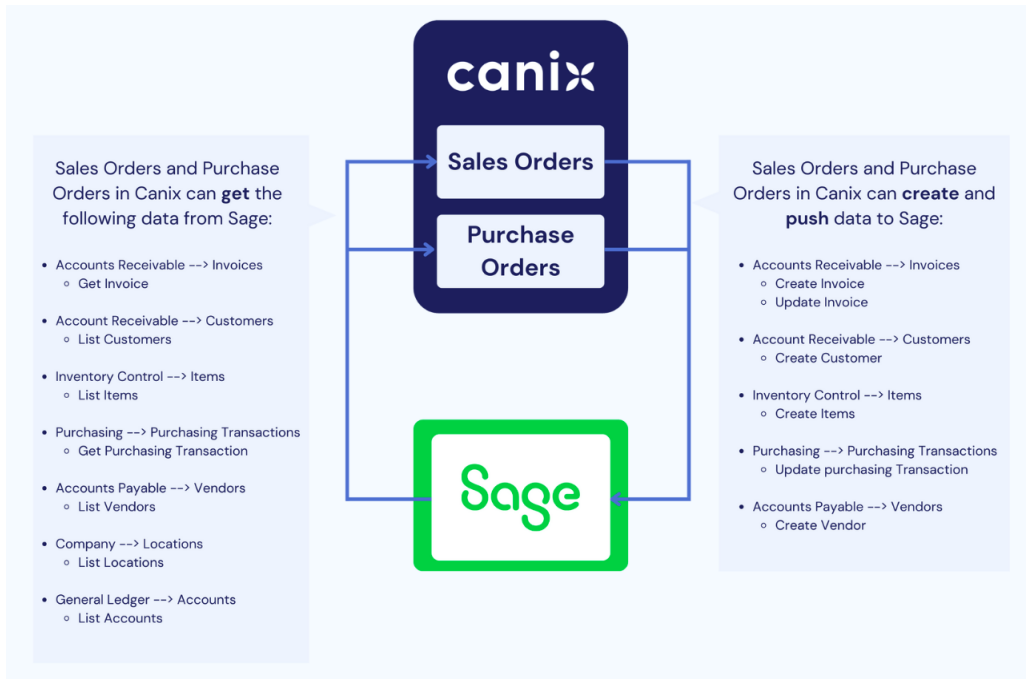 canix
Sales Orders
Purchase
Orders
Sage
Sales Orders and Purchase
Orders in Canix can get the
following data from Sage:
• Accounts Receivable --> Invoices
◦ Get Invoice
• Account Receivable --> Customers
◦ List Customers
• Inventory Control --> Items
◦ List Items
• Purchasing --> Purchasing Transactions
◦ Get Purchasing Transaction
• Accounts Payable --> Vendors
◦ List Vendors
• Company --> Locations
◦ List Locations
• General Ledger --> Accounts
◦ List Accounts
Sales Orders and Purchase
Orders in Canix can create and
push data to Sage:
• Accounts Receivable --> Invoices
◦ Create Invoice
◦ Update Invoice
• Account Receivable --> Customers
◦ Create Customer
• Inventory Control --> Items
◦ Create Items
• Purchasing --> Purchasing Transactions
◦ Update purchasing Transaction
• Accounts Payable --> Vendors
◦ Create Vendor